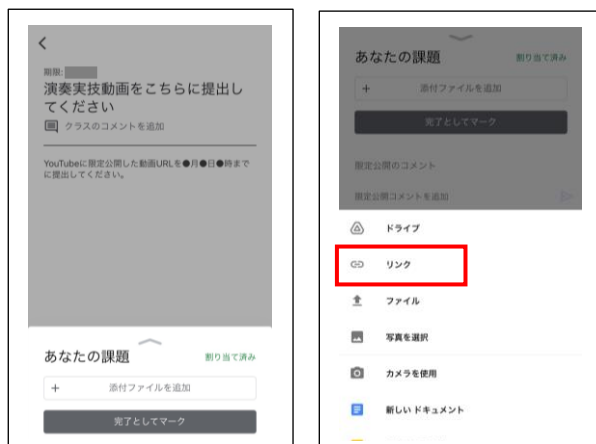 期限:
演奏実技動画をこちらに提出し
てください
クラスのコメントを追加
YouTubeに限定公開した動画URLを●月●日●時まで
に提出してください。
あなたの課題
割り当て済み
+ 添付ファイルを追加
完了としてマーク
あなたの課題
割り当て済み
+ 添付ファイルを追加
完了としてマーク
限定公開のコメント
限定公開コメントを追加
ドライブ
リンク
ファイル
写真を選択
カメラを使用
新しい ドキュメント